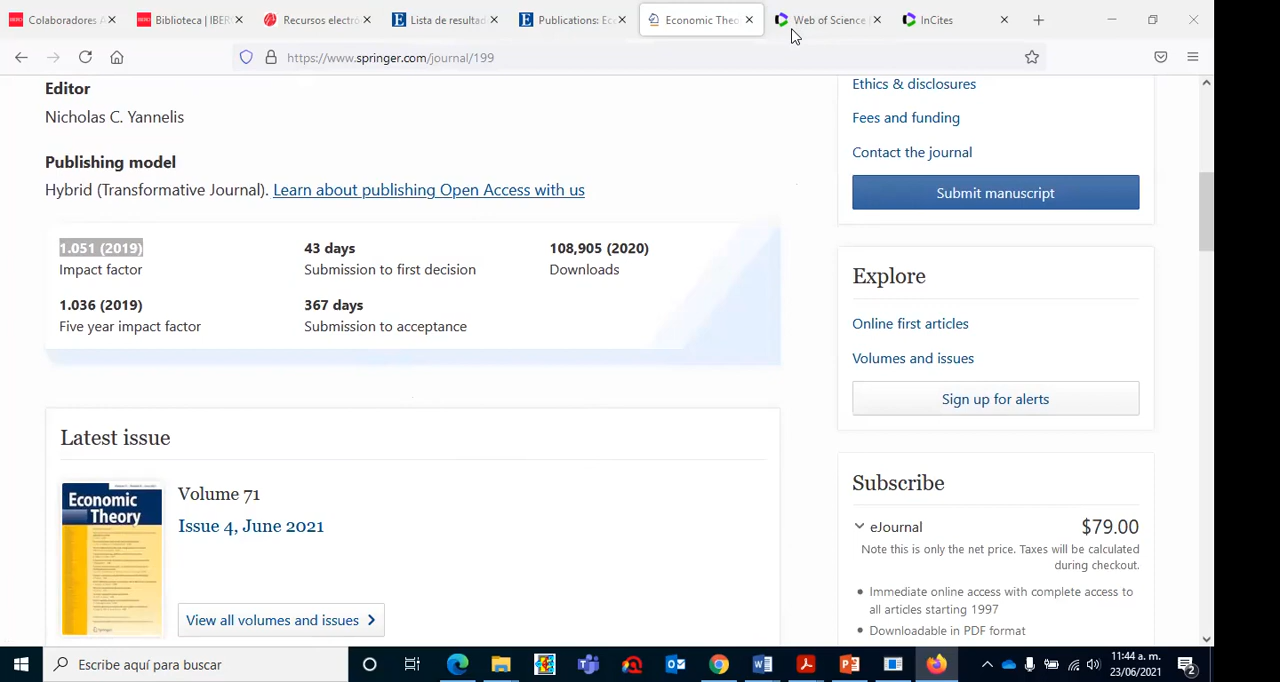 Colaboradores A
Biblioteca | IBER
Recursos electró
Lista de resultad
Publications: Eco
Economic Theo
Web of Science
InCites
https://www.springer.com/journal/199
Editor
Nicholas C. Yannelis
Publishing model
Hybrid (Transformative Journal). Learn about publishing Open Access with us
1.051 (2019)
Impact factor
43 days
Submission to first decision
108,905 (2020)
Downloads
1.036 (2019)
Five year impact factor
367 days
Submission to acceptance
Latest issue
Economic
Theory
Volume 71
Issue 4, June 2021
View all volumes and issues
Ethics & disclosures
Fees and funding
Contact the journal
Submit manuscript
Explore
Online first articles
Volumes and issues
Sign up for alerts
Subscribe
eJournal $79.00
Note this is only the net price. Taxes will be calculated
during checkout.
Immediate online access with complete access to
all articles starting 1997
Downloadable in PDF format
Escribe aquí para buscar
11:44 a. m.
23/06/2021
2